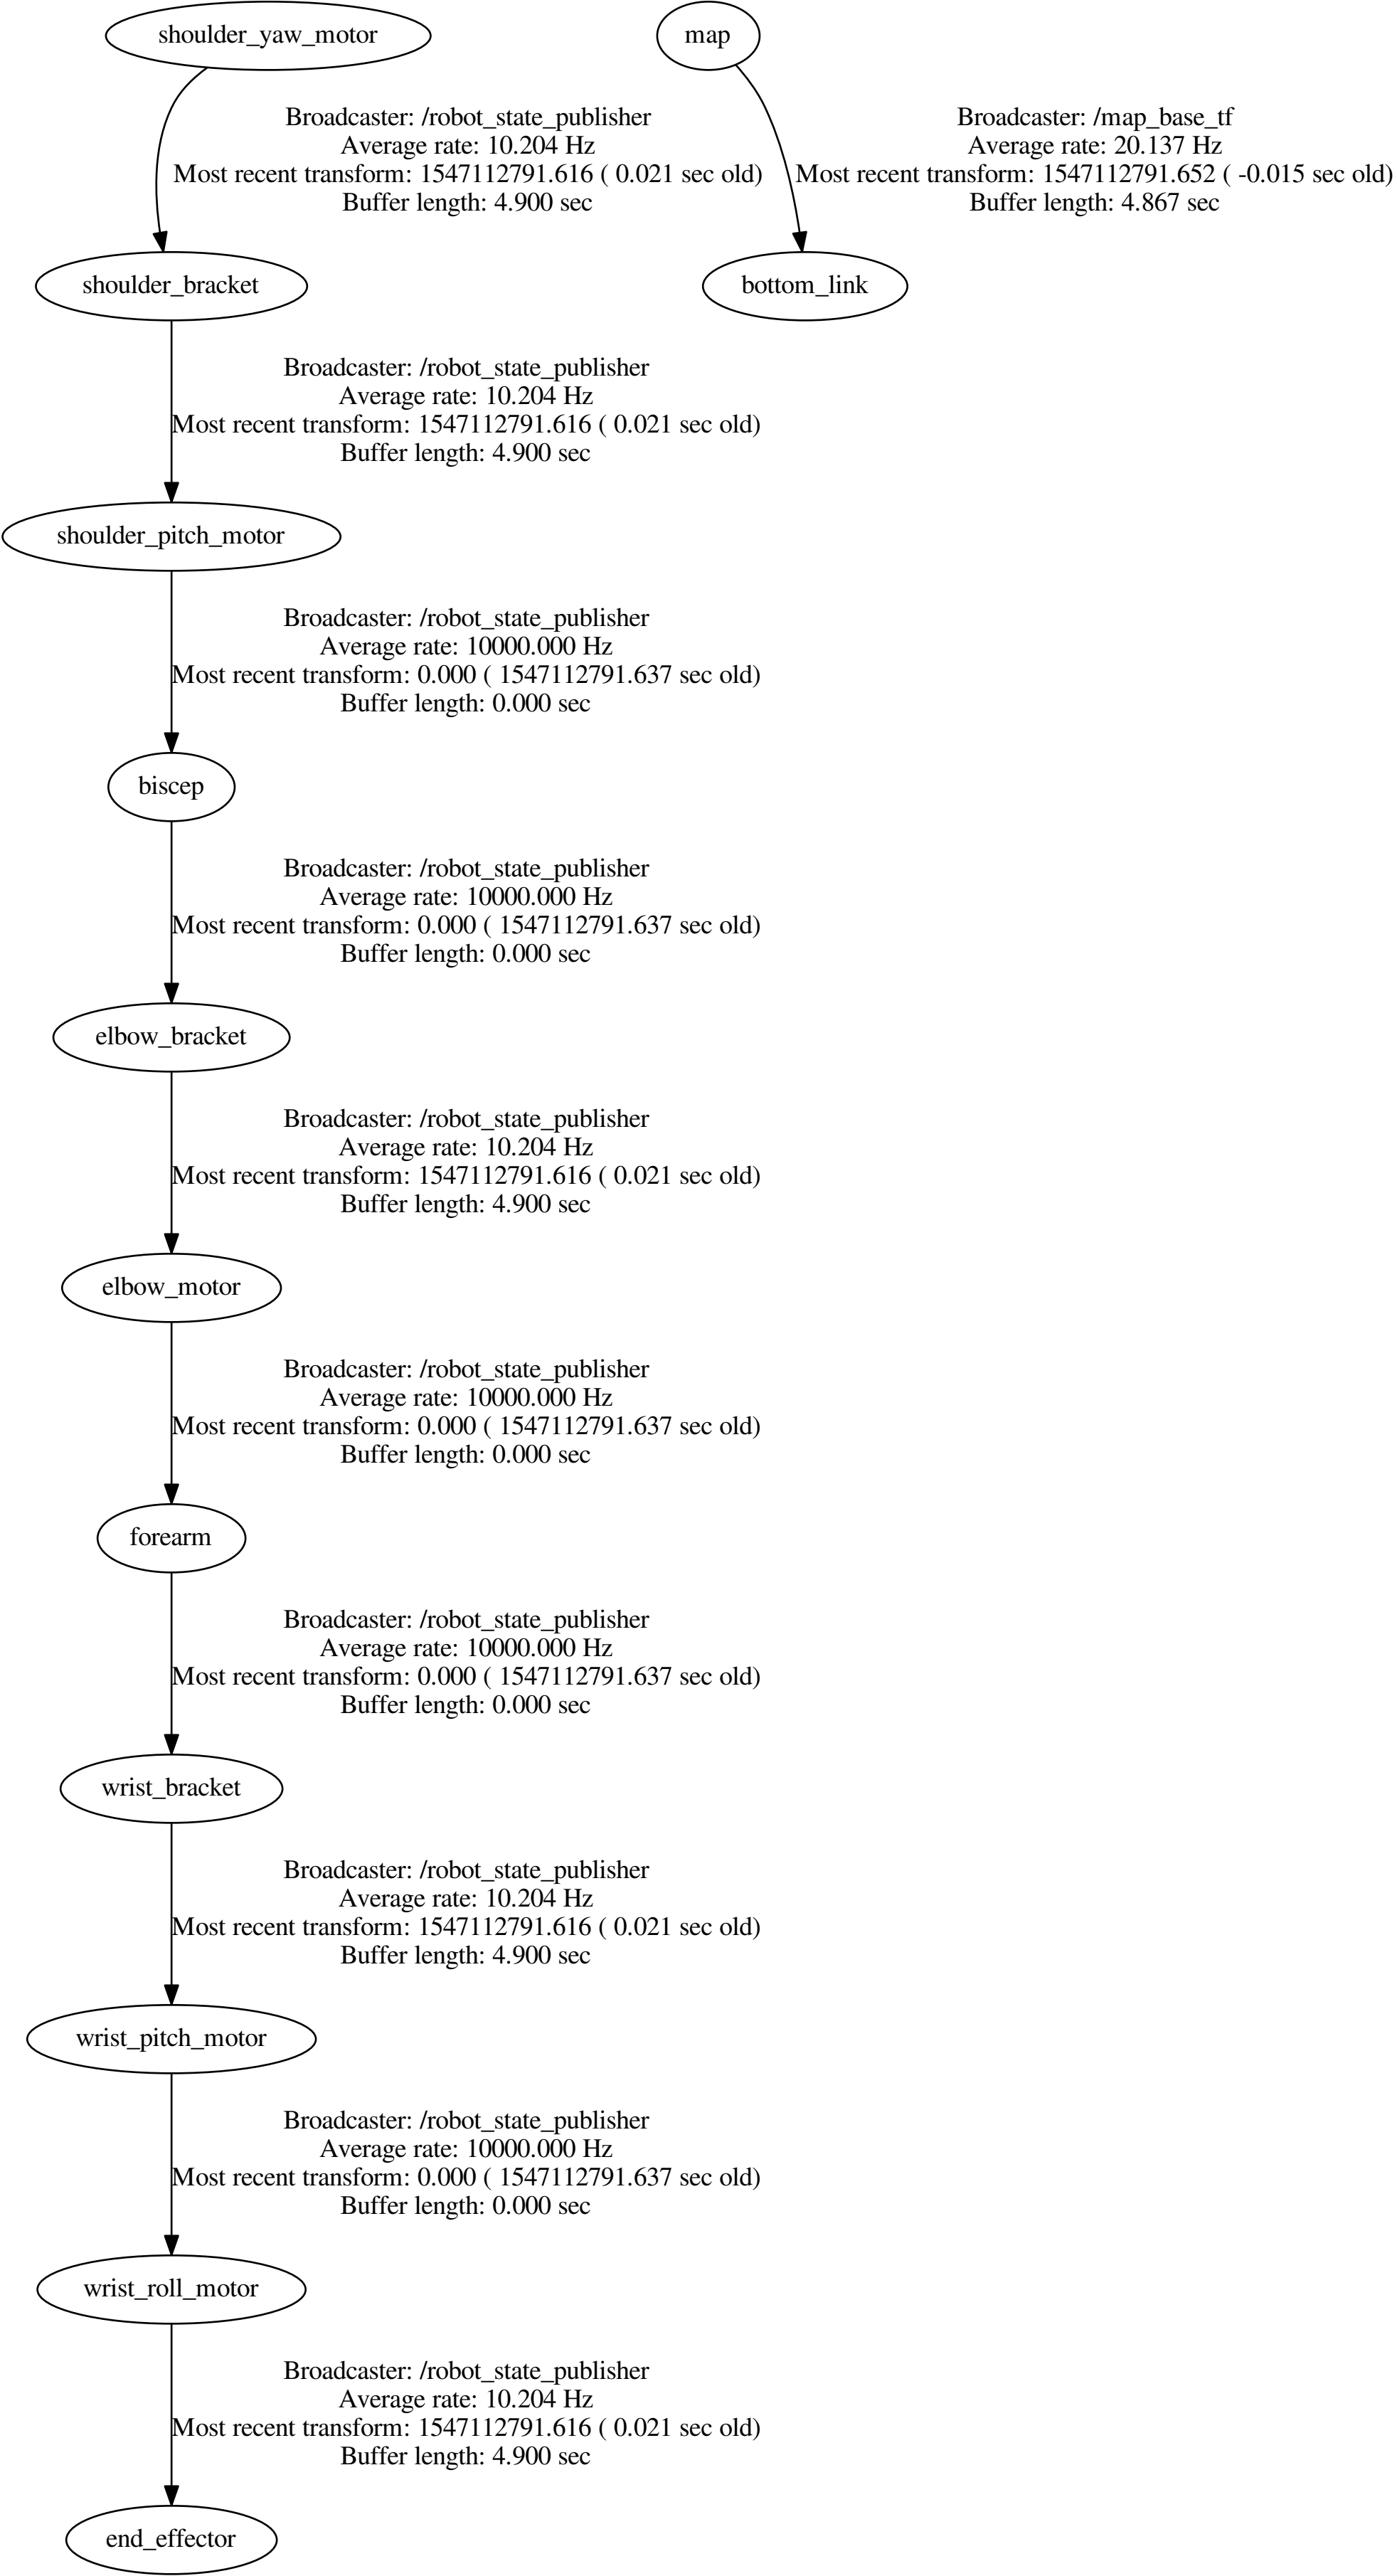 shoulder_yaw_motor
map
Broadcaster: /robot_state_publisher
Average rate: 10.204 Hz
Most recent transform: 1547112791.616 ( 0.021 sec old)
Buffer length: 4.900 sec
Broadcaster: /map_base_tf
Average rate: 20.137 Hz
Most recent transform: 1547112791.652 ( -0.015 sec old)
Buffer length: 4.867 sec
shoulder_bracket
bottom_link
Broadcaster: /robot_state_publisher
Average rate: 10.204 Hz
Most recent transform: 1547112791.616 ( 0.021 sec old)
Buffer length: 4.900 sec
shoulder_pitch_motor
Broadcaster: /robot_state_publisher
Average rate: 10000.000 Hz
Most recent transform: 0.000 ( 1547112791.637 sec old)
Buffer length: 0.000 sec
biscep
Broadcaster: /robot_state_publisher
Average rate: 10000.000 Hz
Most recent transform: 0.000 ( 1547112791.637 sec old)
Buffer length: 0.000 sec
elbow_bracket
Broadcaster: /robot_state_publisher
Average rate: 10.204 Hz
Most recent transform: 1547112791.616 ( 0.021 sec old)
Buffer length: 4.900 sec
elbow_motor
Broadcaster: /robot_state_publisher
Average rate: 10000.000 Hz
Most recent transform: 0.000 ( 1547112791.637 sec old)
Buffer length: 0.000 sec
forearm
Broadcaster: /robot_state_publisher
Average rate: 10000.000 Hz
Most recent transform: 0.000 ( 1547112791.637 sec old)
Buffer length: 0.000 sec
wrist_bracket
Broadcaster: /robot_state_publisher
Average rate: 10.204 Hz
Most recent transform: 1547112791.616 ( 0.021 sec old)
Buffer length: 4.900 sec
wrist_pitch_motor
Broadcaster: /robot_state_publisher
Average rate: 10000.000 Hz
Most recent transform: 0.000 ( 1547112791.637 sec old)
Buffer length: 0.000 sec
wrist_roll_motor
Broadcaster: /robot_state_publisher
Average rate: 10.204 Hz
Most recent transform: 1547112791.616 ( 0.021 sec old)
Buffer length: 4.900 sec
end_effector